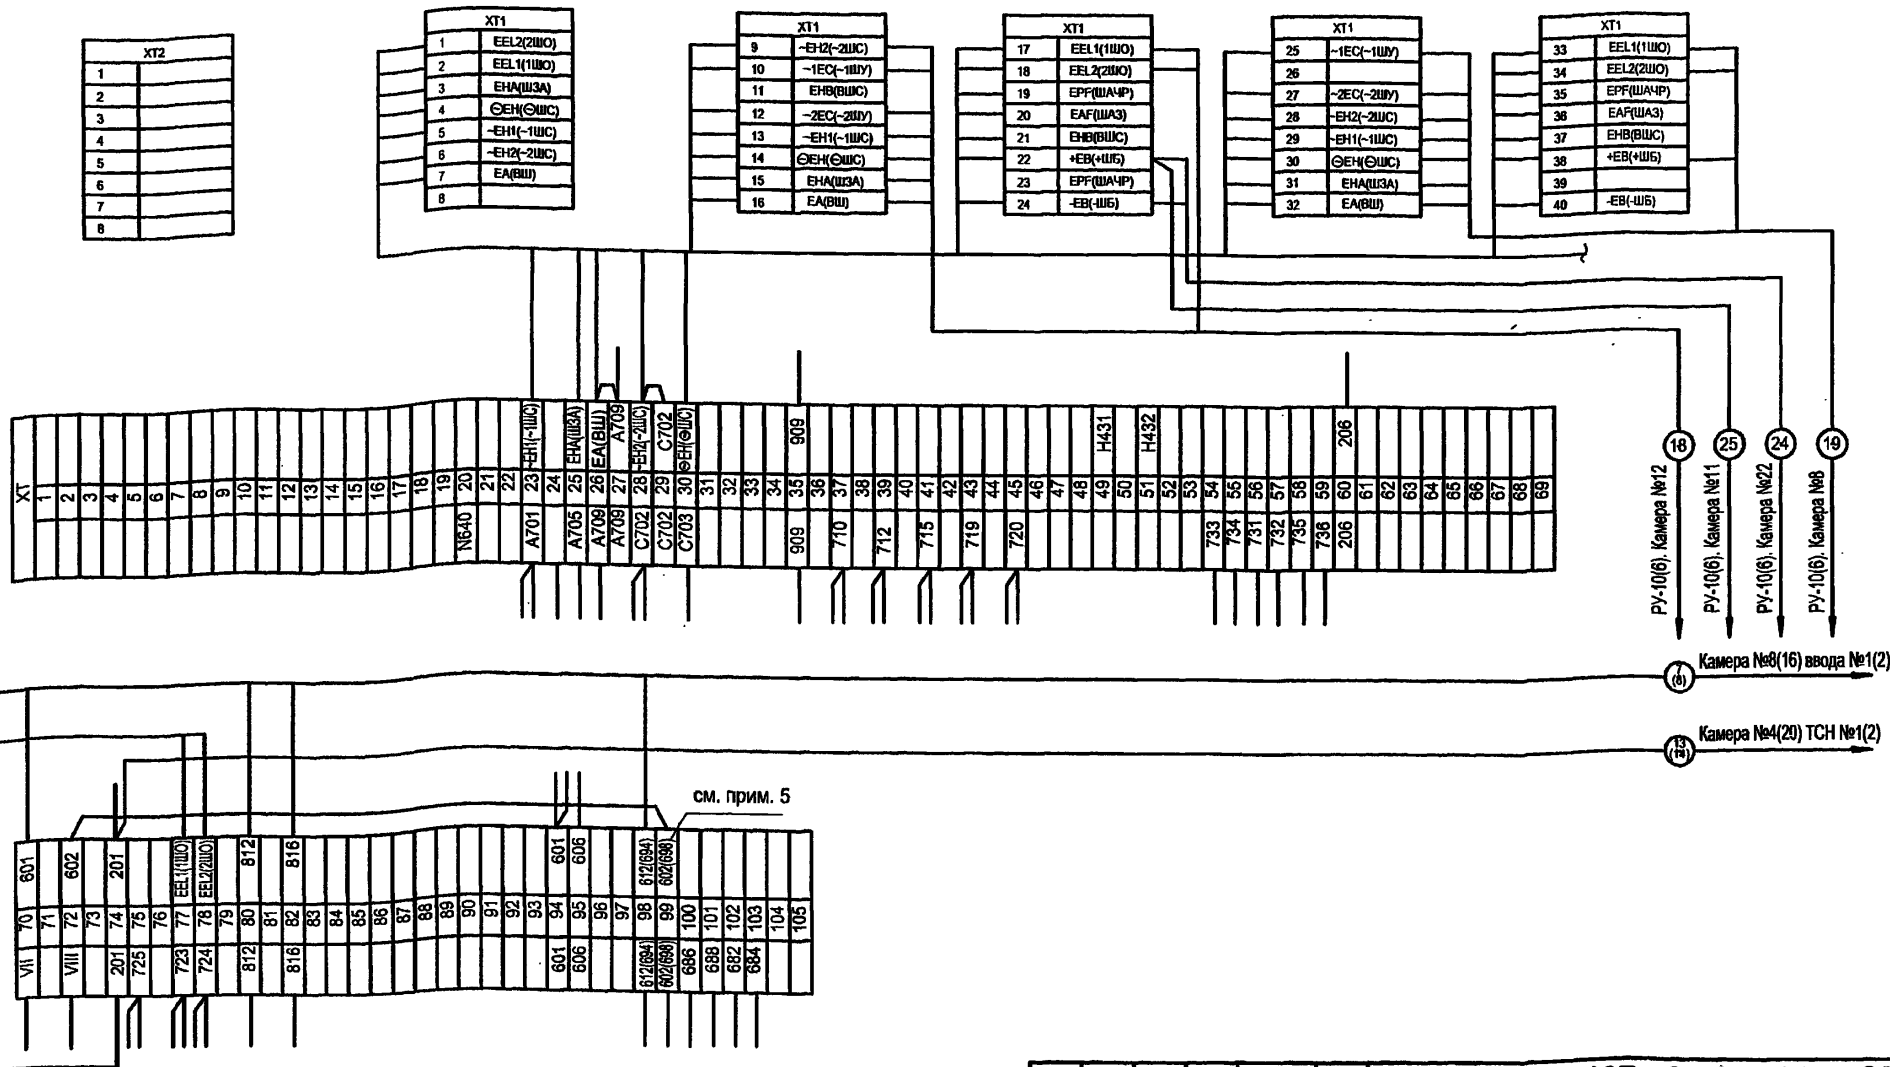 XT2
1
2
3
4
5
6
7
8
XT1
1 EEL2(2ШО)
2 EEL1(1ШО)
3 EHA(ШЗА)
4 ⊖EH(⊖ШС)
5 ~EH1(~1ШС)
6 ~EH2(~2ШС)
7 EA(ВШ)
8
XT1
9 ~EH2(~2ШС)
10 ~1EC(~1ШУ)
11 EHB(ВШС)
12 ~2EC(~2ШУ)
13 ~EH1(~1ШС)
14 ⊖EH(⊖ШС)
15 EHA(ШЗА)
16 EA(ВШ)
XT1
17 EEL1(1ШО)
18 EEL2(2ШО)
19 EPF(ШАЧР)
20 EAF(ШАЗ)
21 EHB(ВШС)
22 +EB(+ШБ)
23 EPF(ШАЧР)
24 -EB(-ШБ)
XT1
25 ~1EC(~1ШУ)
26
27 ~2EC(~2ШУ)
28 ~EH2(~2ШС)
29 ~EH1(~1ШС)
30 ⊖EH(⊖ШС)
31 EHA(ШЗА)
32 EA(ВШ)
XT1
33 EEL1(1ШО)
34 EEL2(2ШО)
35 EPF(ШАЧР)
36 EAF(ШАЗ)
37 EHB(ВШС)
38 +EB(+ШБ)
39
40 -EB(-ШБ)
XT
~EH1(~1ШС) EHA(ШЗА) EA(ВШ) A709 ~EH2(~2ШС) C702 ⊖EH(⊖ШС) 909 H431 H432 206
1 2 3 4 5 6 7 8 9 10 11 12 13 14 15 16 17 18 19 20 21 22 23 24 25 26 27 28 29 30 31 32 33 34 35 36 37 38 39 40 41 42 43 44 45 46 47 48 49 50 51 52 53 54 55 56 57 58 59 60 61 62 63 64 65 66 67 68 69
N640 A701 A705 A709 A709 C702 C702 C703 909 710 712 715 719 720 733 734 731 732 735 736 206
18 25 24 19
РУ-10(6). Камера №12
РУ-10(6). Камера №11
РУ-10(6). Камера №22
РУ-10(6). Камера №8
7 (8) Камера №8(16) ввода №1(2)
13 (14) Камера №4(20) ТСН №1(2)
см. прим. 5
601 602 201 EEL1(1ШО) EEL2(2ШО) 812 816 601 606 612(694) 602(698)
70 71 72 73 74 75 76 77 78 79 80 81 82 83 84 85 86 87 88 89 90 91 92 93 94 95 96 97 98 99 100 101 102 103 104 105
VII VIII 201 725 723 724 812 816 601 606 612(694) 602(698) 686 688 682 684